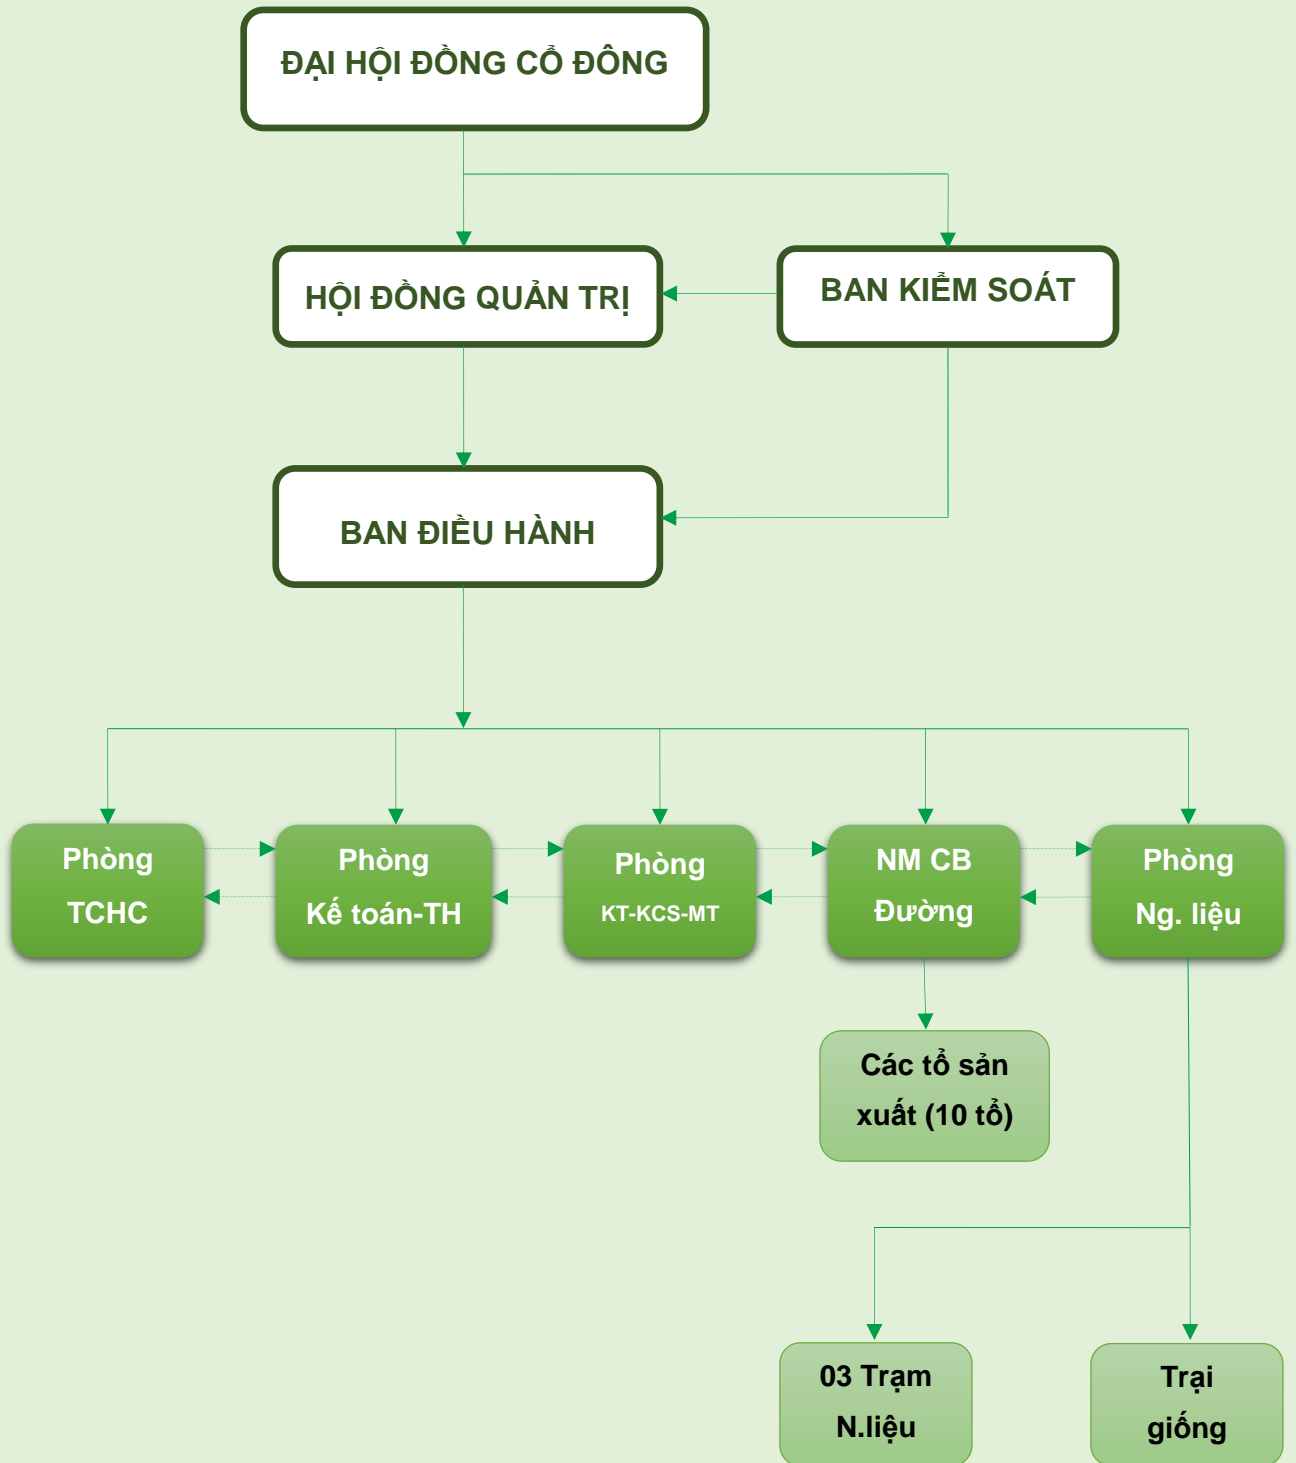 ĐẠI HỘI ĐỒNG CỔ ĐÔNG
HỘI ĐỒNG QUẢN TRỊ
BAN KIỂM SOÁT
BAN ĐIỀU HÀNH
Phòng
TCHC
Phòng
Kế toán-TH
Phòng
KT-KCS-MT
NM CB
Đường
Phòng
Ng. liệu
Các tổ sản
xuất (10 tổ)
03 Trạm
N.liệu
Trại
giống